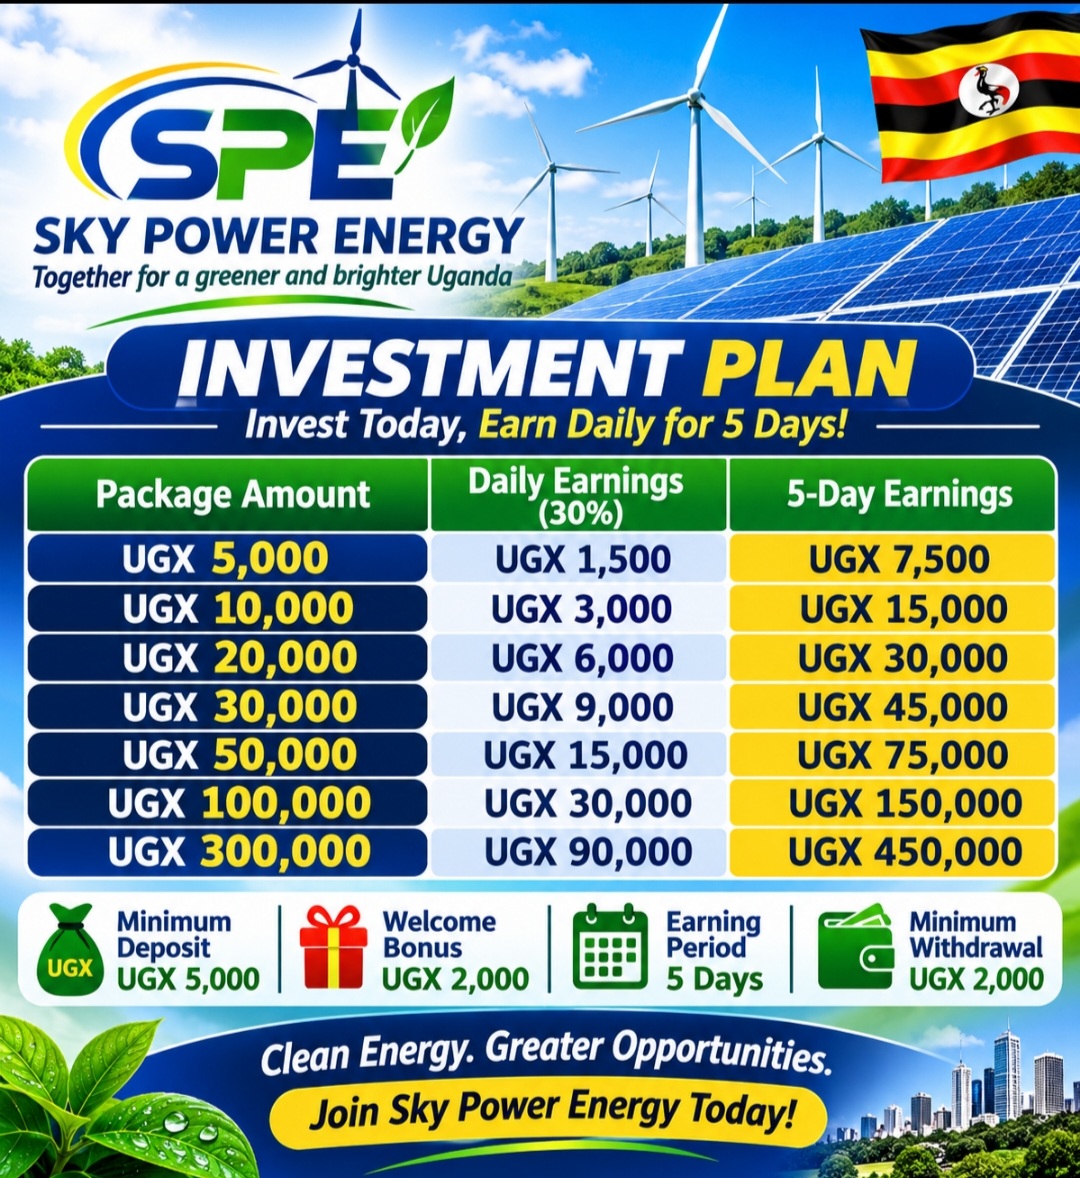 SPE
SKY POWER ENERGY
Together for a greener and brighter Uganda
INVESTMENT PLAN
Invest Today, Earn Daily for 5 Days!
Package Amount
Daily Earnings
(30%)
5-Day Earnings
UGX 5,000 UGX 1,500 UGX 7,500
UGX 10,000 UGX 3,000 UGX 15,000
UGX 20,000 UGX 6,000 UGX 30,000
UGX 30,000 UGX 9,000 UGX 45,000
UGX 50,000 UGX 15,000 UGX 75,000
UGX 100,000 UGX 30,000 UGX 150,000
UGX 300,000 UGX 90,000 UGX 450,000
UGX
Minimum
Deposit
UGX 5,000
Welcome
Bonus
UGX 2,000
Earning
Period
5 Days
Minimum
Withdrawal
UGX 2,000
Clean Energy. Greater Opportunities.
Join Sky Power Energy Today!